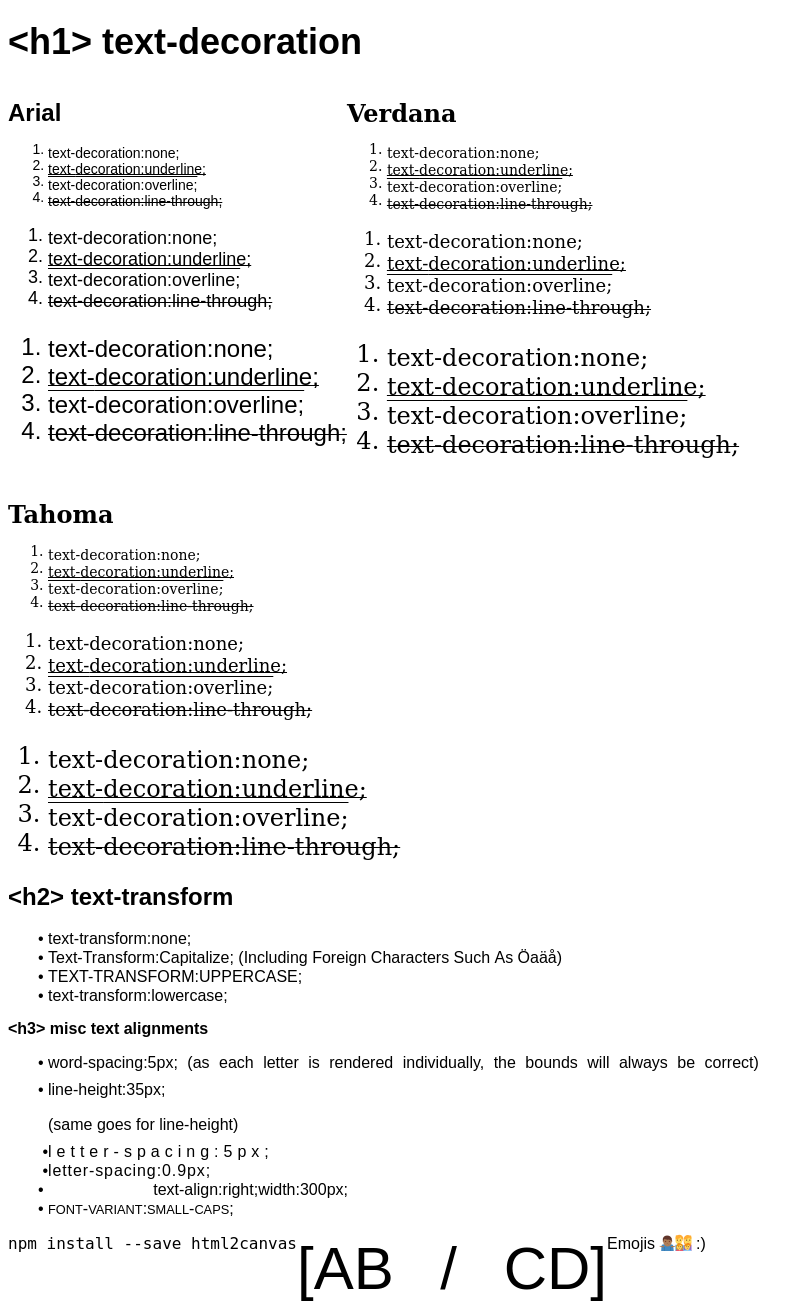 <h1> text-decoration
Arial
1. text-decoration:none;
2. text-decoration:underline;
3. text-decoration:overline;
4. text-decoration:line-through;
1. text-decoration:none;
2. text-decoration:underline;
3. text-decoration:overline;
4. text-decoration:line-through;
1. text-decoration:none;
2. text-decoration:underline;
3. text-decoration:overline;
4. text-decoration:line-through;
Verdana
1. text-decoration:none;
2. text-decoration:underline;
3. text-decoration:overline;
4. text-decoration:line-through;
1. text-decoration:none;
2. text-decoration:underline;
3. text-decoration:overline;
4. text-decoration:line-through;
1. text-decoration:none;
2. text-decoration:underline;
3. text-decoration:overline;
4. text-decoration:line-through;
Tahoma
1. text-decoration:none;
2. text-decoration:underline;
3. text-decoration:overline;
4. text-decoration:line-through;
1. text-decoration:none;
2. text-decoration:underline;
3. text-decoration:overline;
4. text-decoration:line-through;
1. text-decoration:none;
2. text-decoration:underline;
3. text-decoration:overline;
4. text-decoration:line-through;
<h2> text-transform
• text-transform:none;
• Text-Transform:Capitalize; (Including Foreign Characters Such As Öaäå)
• TEXT-TRANSFORM:UPPERCASE;
• text-transform:lowercase;
<h3> misc text alignments
• word-spacing:5px; (as each letter is rendered individually, the bounds will always be correct)
• line-height:35px;
(same goes for line-height)
• letter-spacing:5px;
• letter-spacing:0.9px;
• text-align:right;width:300px;
• FONT-VARIANT:SMALL-CAPS;
npm install --save html2canvas[AB / CD]Emojis 🤷🏾‍♂️👨‍👩‍👧‍👦 :)